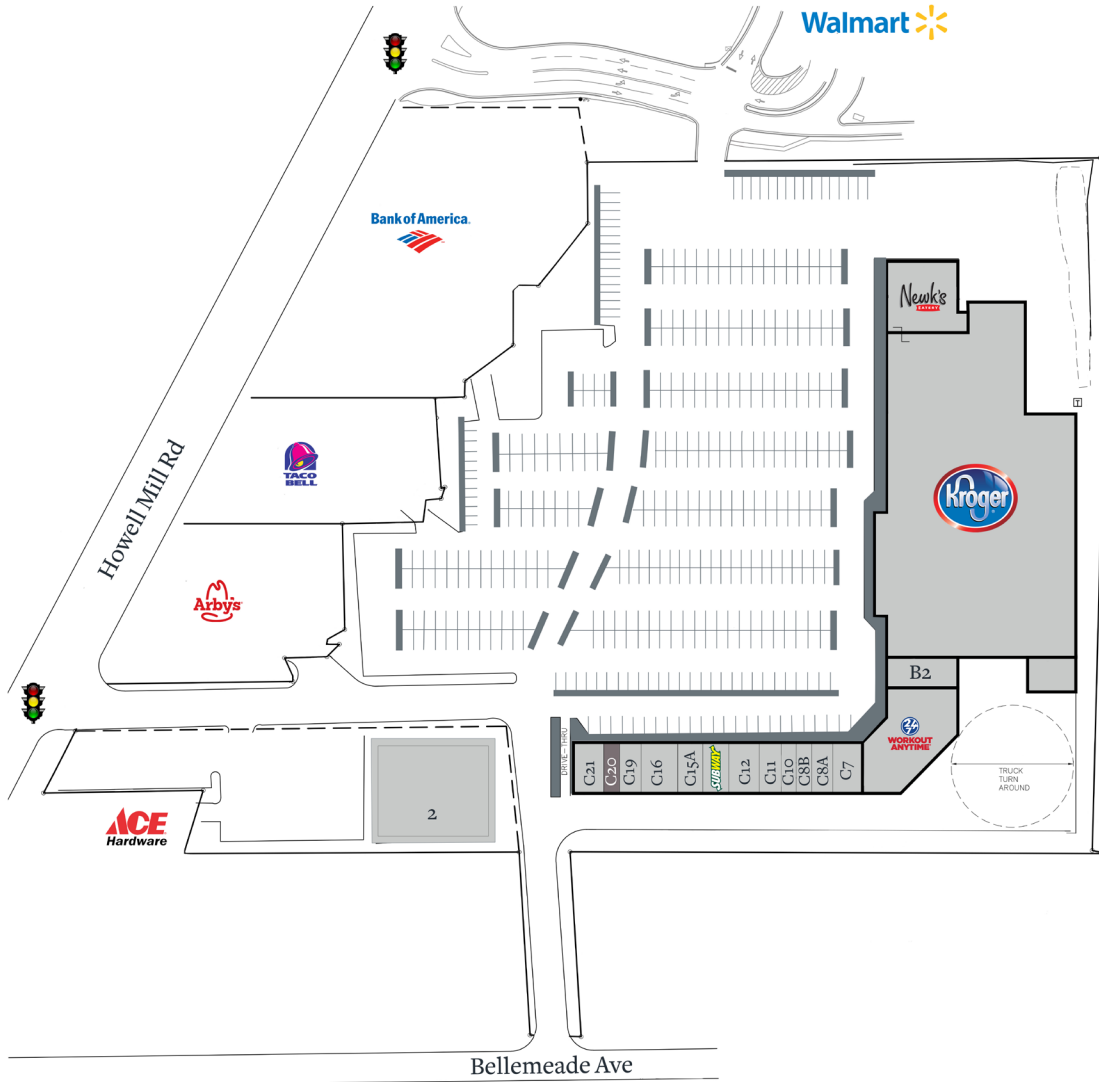 Walmart
Bank of America
Newk's
EATERY
Howell Mill Rd
TACO
BELL
Kroger
Arby's
B2
24
7
WORKOUT
ANYTIME
DRIVE-THRU
C21
C20
C19
C16
C15A
SUBWAY
C12
C11
C10
C8B
C8A
C7
TRUCK
TURN
AROUND
T
2
ACE
Hardware
Bellemeade Ave